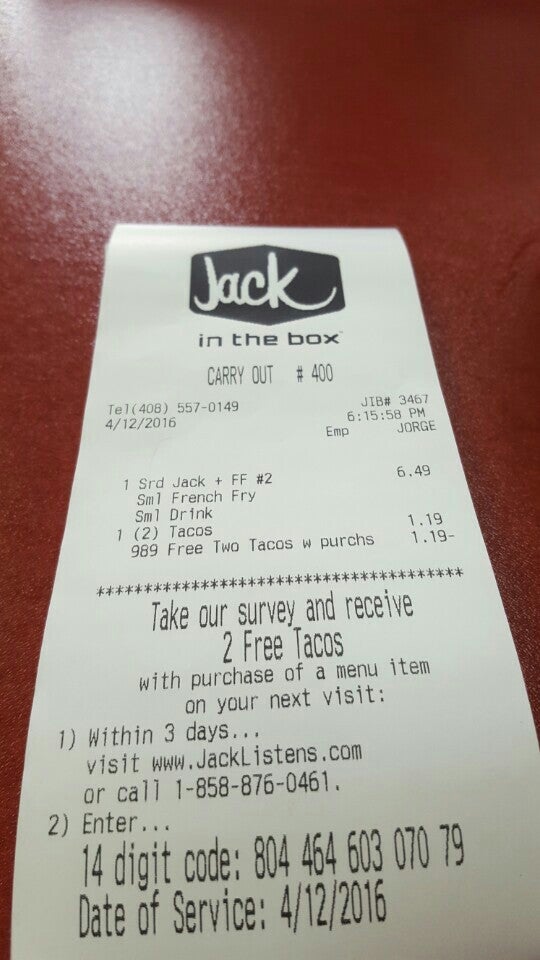 Jack
in the box™
CARRY OUT # 400
Tel(408) 557-0149 JIB# 3467
4/12/2016 6:15:58 PM
Emp JORGE
1 Srd Jack + FF #2 6.49
Sml French Fry
Sml Drink
1 (2) Tacos 1.19
989 Free Two Tacos w purchs 1.19-
***************************************
Take our survey and receive
2 Free Tacos
with purchase of a menu item
on your next visit:
1) Within 3 days...
visit www.JackListens.com
or call 1-858-876-0461.
2) Enter...
14 digit code: 804 464 603 070 79
Date of Service: 4/12/2016